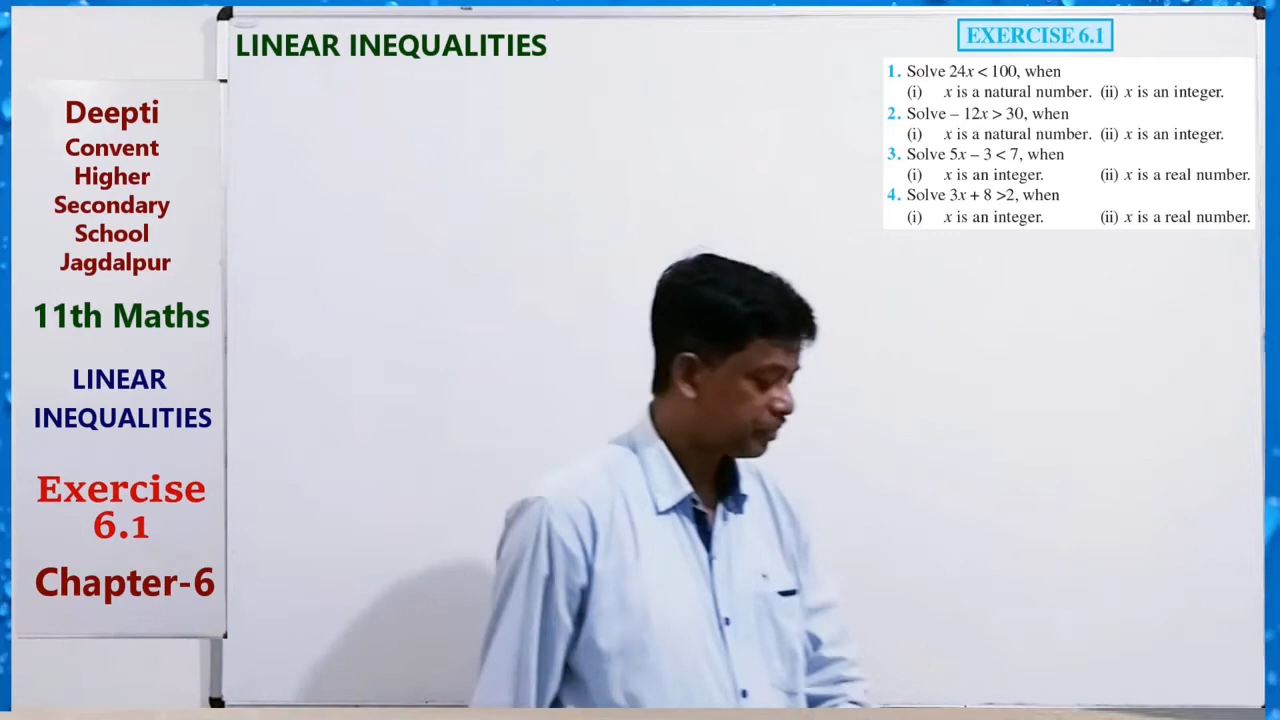 LINEAR INEQUALITIES
EXERCISE 6.1
1. Solve 24x < 100, when
(i) x is a natural number. (ii) x is an integer.
2. Solve – 12x > 30, when
(i) x is a natural number. (ii) x is an integer.
3. Solve 5x – 3 < 7, when
(i) x is an integer. (ii) x is a real number.
4. Solve 3x + 8 >2, when
(i) x is an integer. (ii) x is a real number.
Deepti
Convent
Higher
Secondary
School
Jagdalpur
11th Maths
LINEAR
INEQUALITIES
Exercise
6.1
Chapter-6